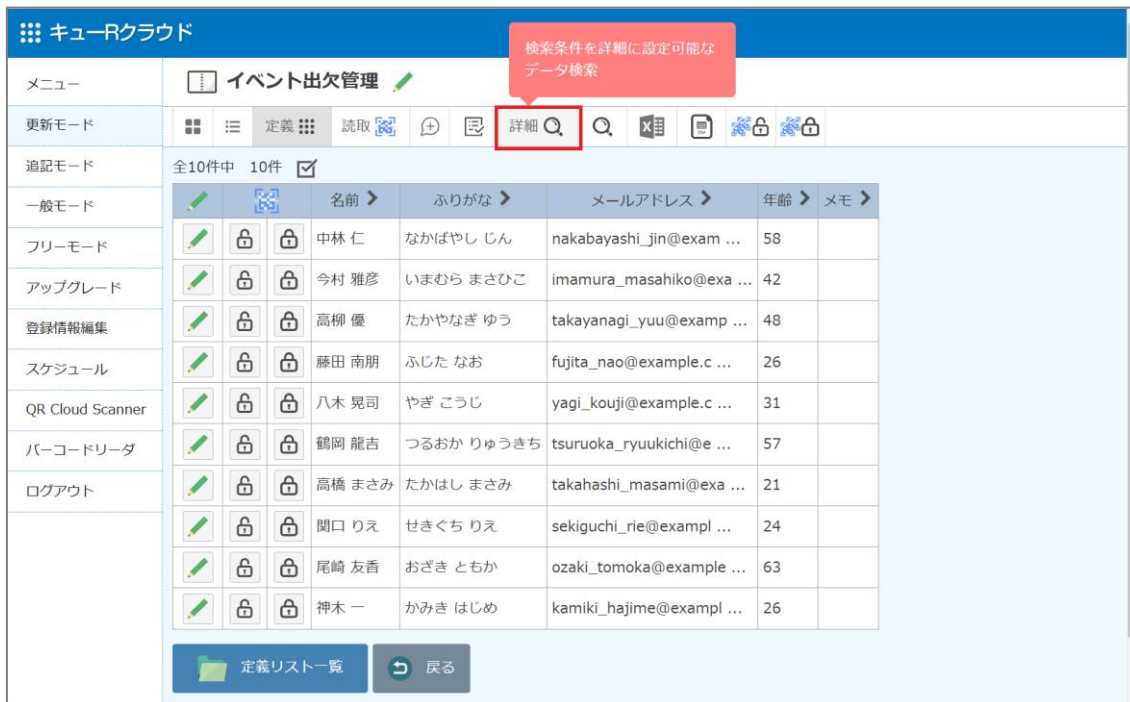 キューRクラウド
検索条件を詳細に設定可能な
データ検索
メニュー
更新モード
追記モード
一般モード
フリーモード
アップグレード
登録情報編集
スケジュール
QR Cloud Scanner
バーコードリーダ
ログアウト
イベント出欠管理
定義 読取 詳細
全10件中 10件
名前 ふりがな メールアドレス 年齢 メモ
中林 仁 なかばやし じん nakabayashi_jin@exam ... 58
今村 雅彦 いまむら まさひこ imamura_masahiko@exa ... 42
高柳 優 たかやなぎ ゆう takayanagi_yuu@examp ... 48
藤田 南朋 ふじた なお fujita_nao@example.c ... 26
八木 晃司 やぎ こうじ yagi_kouji@example.c ... 31
鶴岡 龍吉 つるおか りゅうきち tsuruoka_ryuukichi@e ... 57
高橋 まさみ たかはし まさみ takahashi_masami@exa ... 21
関口 りえ せきぐち りえ sekiguchi_rie@exampl ... 24
尾崎 友香 おざき ともか ozaki_tomoka@example ... 63
神木 一 かみき はじめ kamiki_hajime@exampl ... 26
定義リスト一覧 戻る